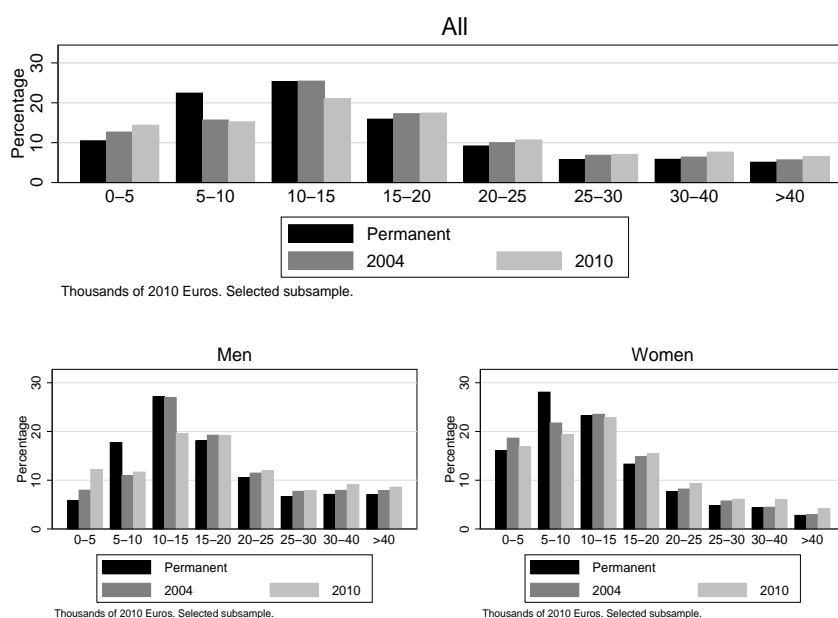 All
Percentage
30
20
10
0
0–5 5–10 10–15 15–20 20–25 25–30 30–40 >40
Permanent
2004 2010
Thousands of 2010 Euros. Selected subsample.
Men
Percentage
30
20
10
0
0–5 5–10 10–15 15–20 20–25 25–30 30–40 >40
Permanent
2004 2010
Thousands of 2010 Euros. Selected subsample.
Women
Percentage
30
20
10
0
0–5 5–10 10–15 15–20 20–25 25–30 30–40 >40
Permanent
2004 2010
Thousands of 2010 Euros. Selected subsample.